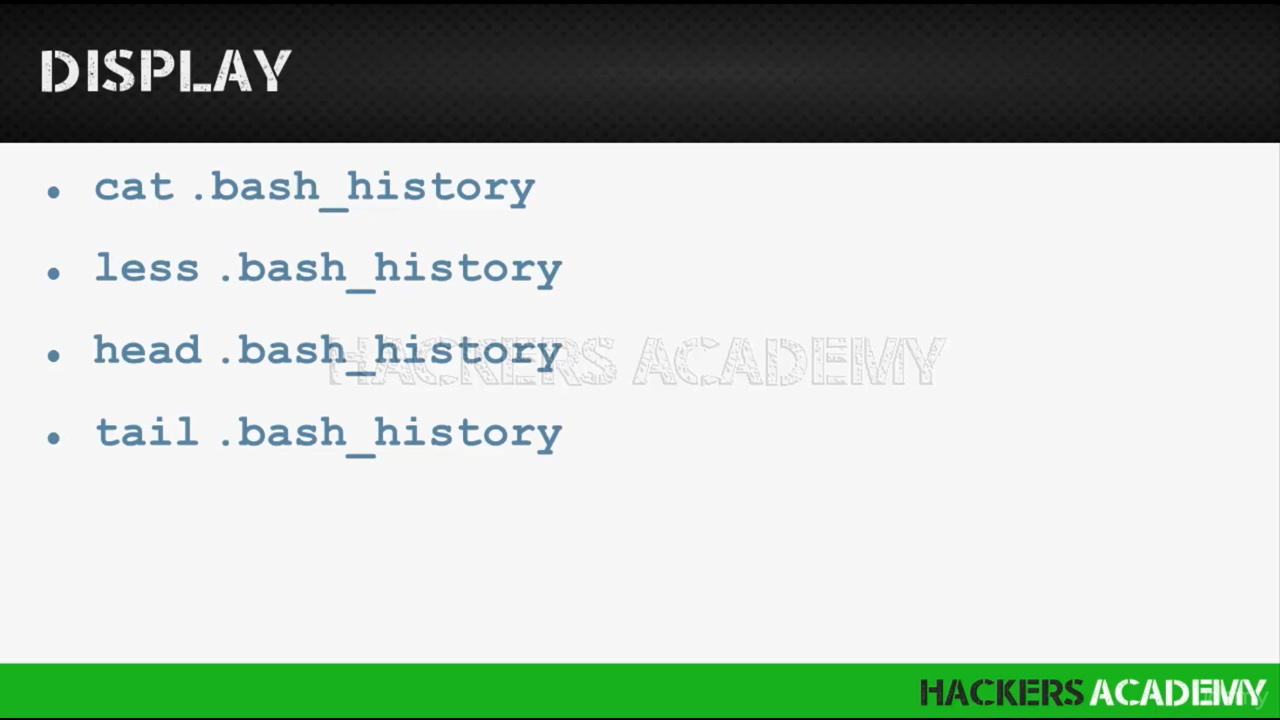 DISPLAY
• cat .bash_history
• less .bash_history
• head .bash_history
• tail .bash_history
HACKERS ACADEMY
HACKERS ACADEMY